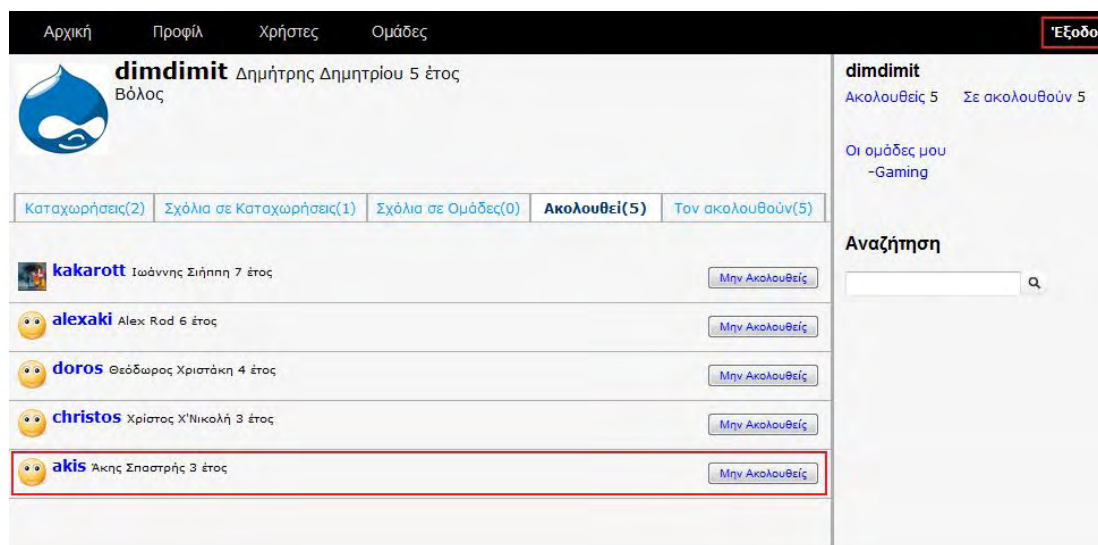 Αρχική Προφίλ Χρήστες Ομάδες
dimdimit Δημήτρης Δημητρίου 5 έτος
Βόλος
Καταχωρήσεις(2) Σχόλια σε Καταχωρήσεις(1) Σχόλια σε Ομάδες(0) Ακολουθεί(5) Τον ακολουθούν(5)
kakarott Ιωάννης Σιήππη 7 έτος Μην Ακολουθείς
alexaki Alex Rod 6 έτος Μην Ακολουθείς
doros Θεόδωρος Χριστάκη 4 έτος Μην Ακολουθείς
christos Χρίστος Χ'Νικολή 3 έτος Μην Ακολουθείς
akis Άκης Σπαστρής 3 έτος Μην Ακολουθείς
Έξοδο
dimdimit
Ακολουθείς 5 Σε ακολουθούν 5
Οι ομάδες μου
-Gaming
Αναζήτηση